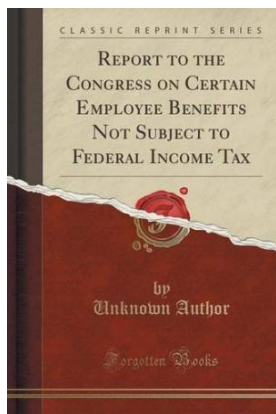 CLASSIC REPRINT SERIES
REPORT TO THE
CONGRESS ON CERTAIN
EMPLOYEE BENEFITS
NOT SUBJECT TO
FEDERAL INCOME TAX
by
Unknown Author
Forgotten Books